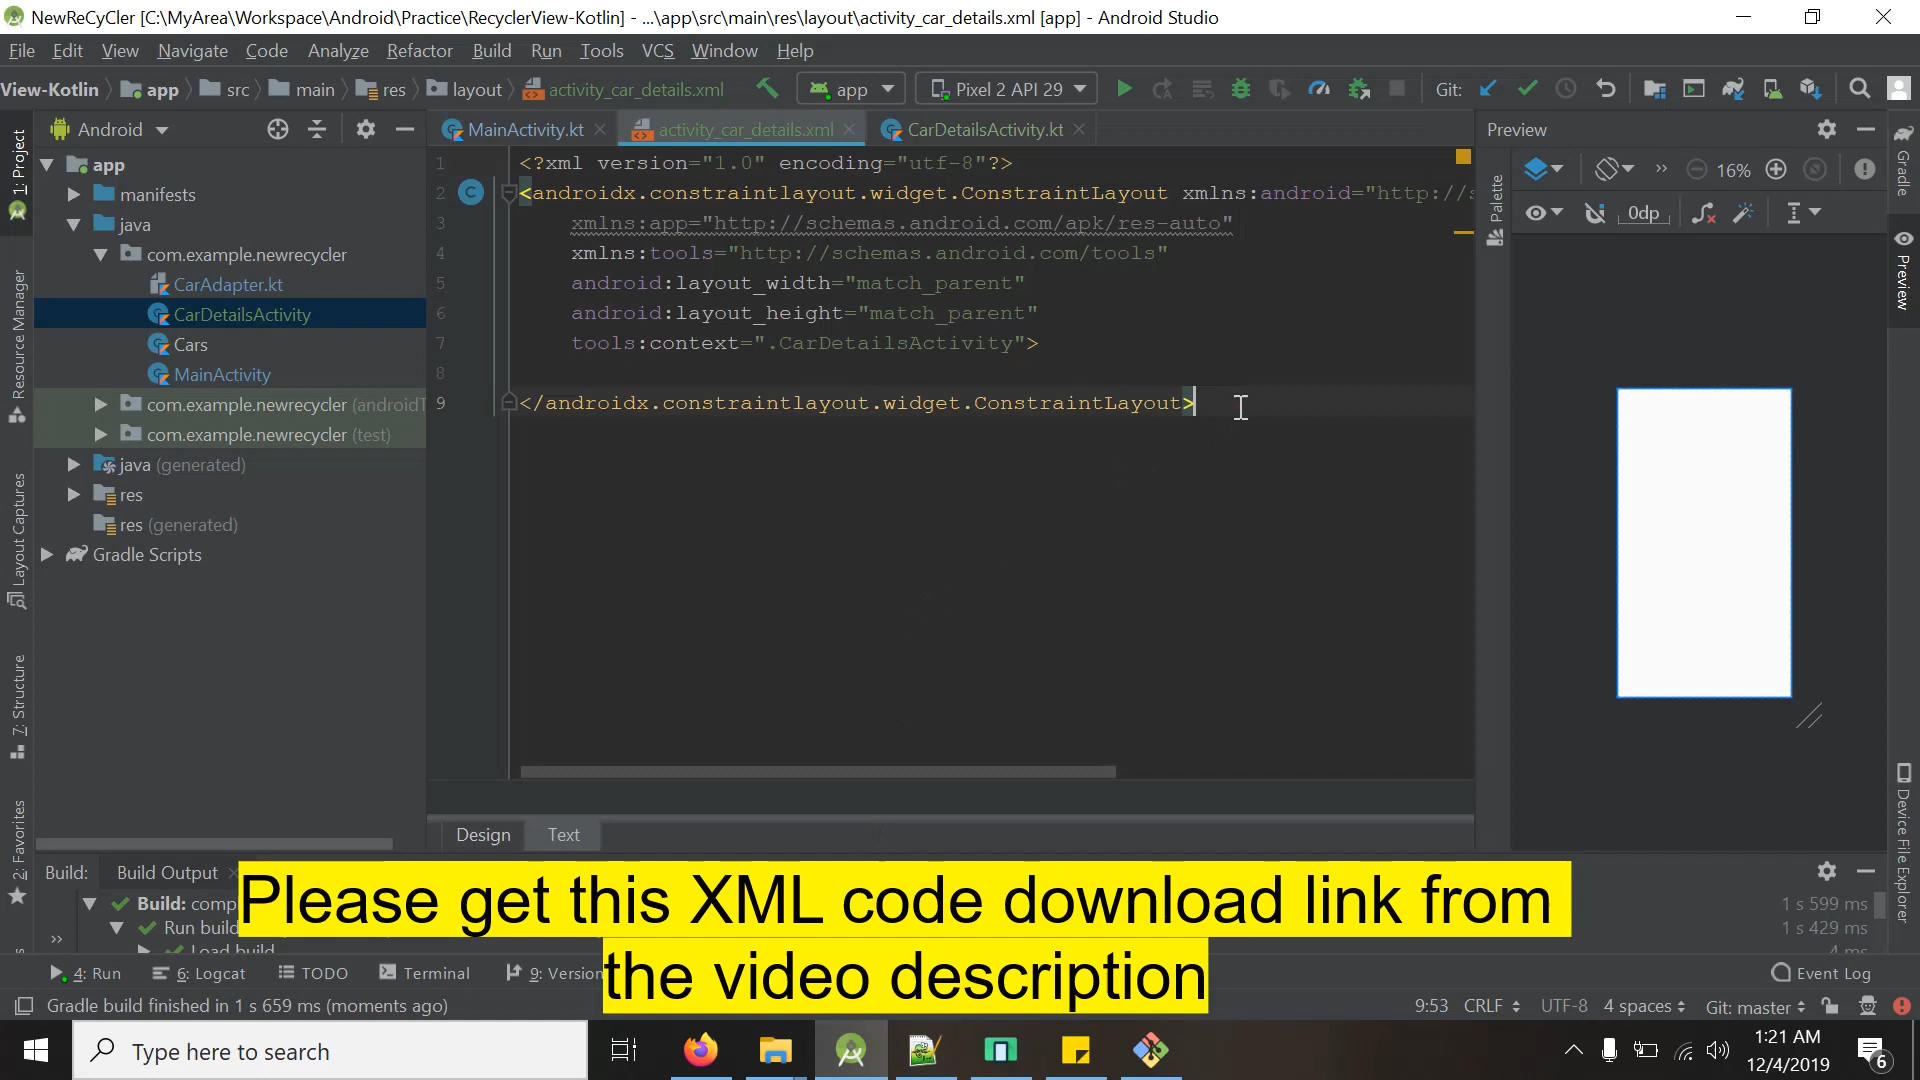 NewReCyCler [C:\MyArea\Workspace\Android\Practice\RecyclerView-Kotlin] - ...\app\src\main\res\layout\activity_car_details.xml [app] - Android Studio
File Edit View Navigate Code Analyze Refactor Build Run Tools VCS Window Help
View-Kotlin app src main res layout activity_car_details.xml app Pixel 2 API 29 Git:
Android MainActivity.kt activity_car_details.xml CarDetailsActivity.kt Preview
1: Project
Resource Manager
Layout Captures
7: Structure
2: Favorites
app
manifests
java
com.example.newrecycler
CarAdapter.kt
CarDetailsActivity
Cars
MainActivity
com.example.newrecycler (androidT
com.example.newrecycler (test)
java (generated)
res
res (generated)
Gradle Scripts
1 <?xml version="1.0" encoding="utf-8"?>
2 <androidx.constraintlayout.widget.ConstraintLayout xmlns:android="http://s
3 xmlns:app="http://schemas.android.com/apk/res-auto"
4 xmlns:tools="http://schemas.android.com/tools"
5 android:layout_width="match_parent"
6 android:layout_height="match_parent"
7 tools:context=".CarDetailsActivity">
8
9 </androidx.constraintlayout.widget.ConstraintLayout>
Design Text
Palette
16%
0dp
Gradle
Preview
Device File Explorer
Build: Build Output
Build: comp
Run build
Load build
1 s 599 ms
1 s 429 ms
4 ms
Please get this XML code download link from
the video description
4: Run 6: Logcat TODO Terminal 9: Version Event Log
Gradle build finished in 1 s 659 ms (moments ago) 9:53 CRLF UTF-8 4 spaces Git: master
Type here to search
1:21 AM
12/4/2019
6